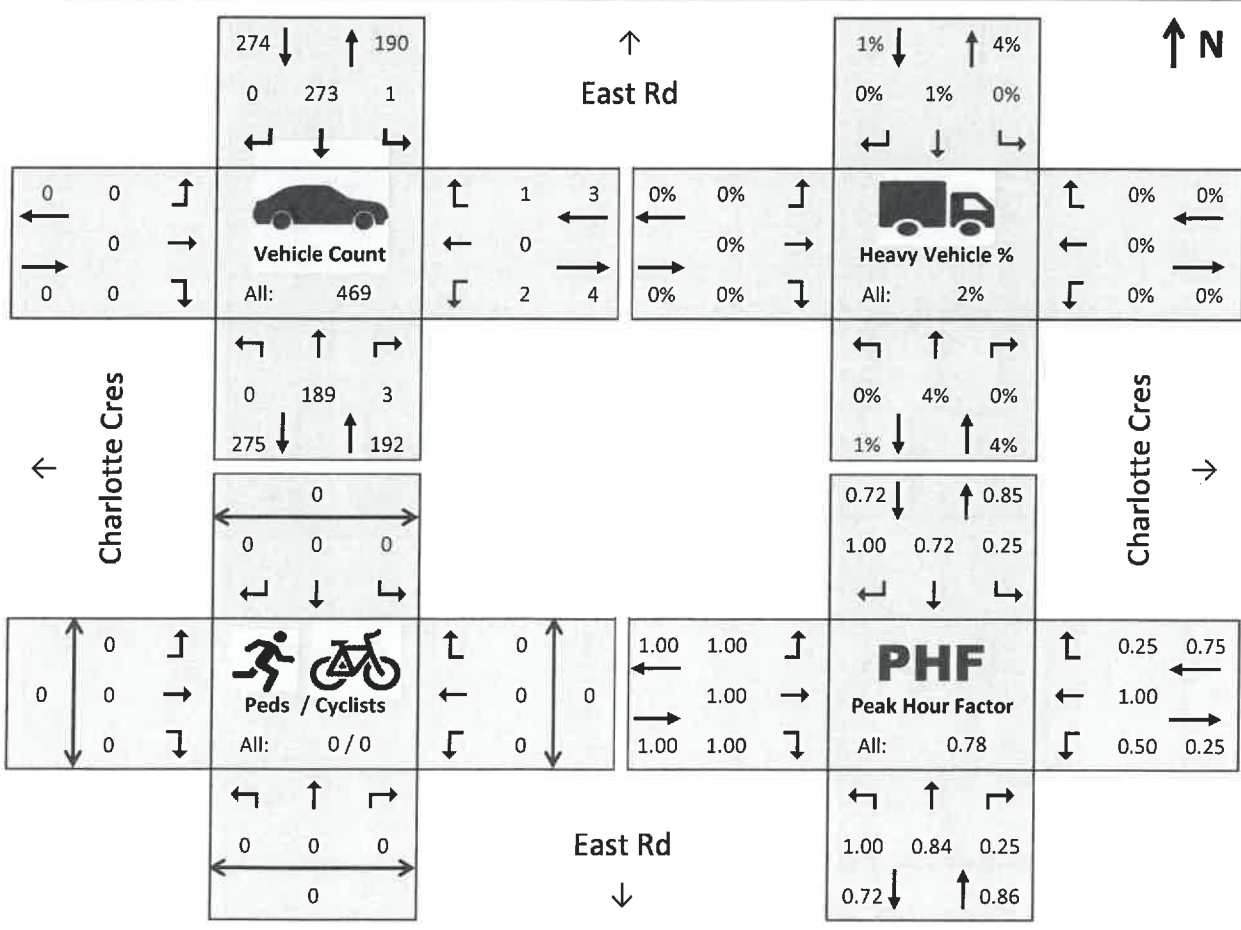 274 190 1% 4% N
East Rd
0 273 1 0% 1% 0%
0 0 1 3 0% 0% 0% 0%
0 0 0% 0%
Vehicle Count Heavy Vehicle %
0 0 All: 469 2 4 0% 0% All: 2% 0% 0%
0 189 3 0% 4% 0%
275 192 1% 4%
Charlotte Cres Charlotte Cres
0 0.72 0.85
0 0 0 1.00 0.72 0.25
0 0 1.00 1.00 PHF 0.25 0.75
0 0 0 0 1.00 1.00
Peds / Cyclists Peak Hour Factor
0 All: 0 / 0 0 1.00 1.00 All: 0.78 0.50 0.25
0 0 0 East Rd 1.00 0.84 0.25
0 0.72 0.86